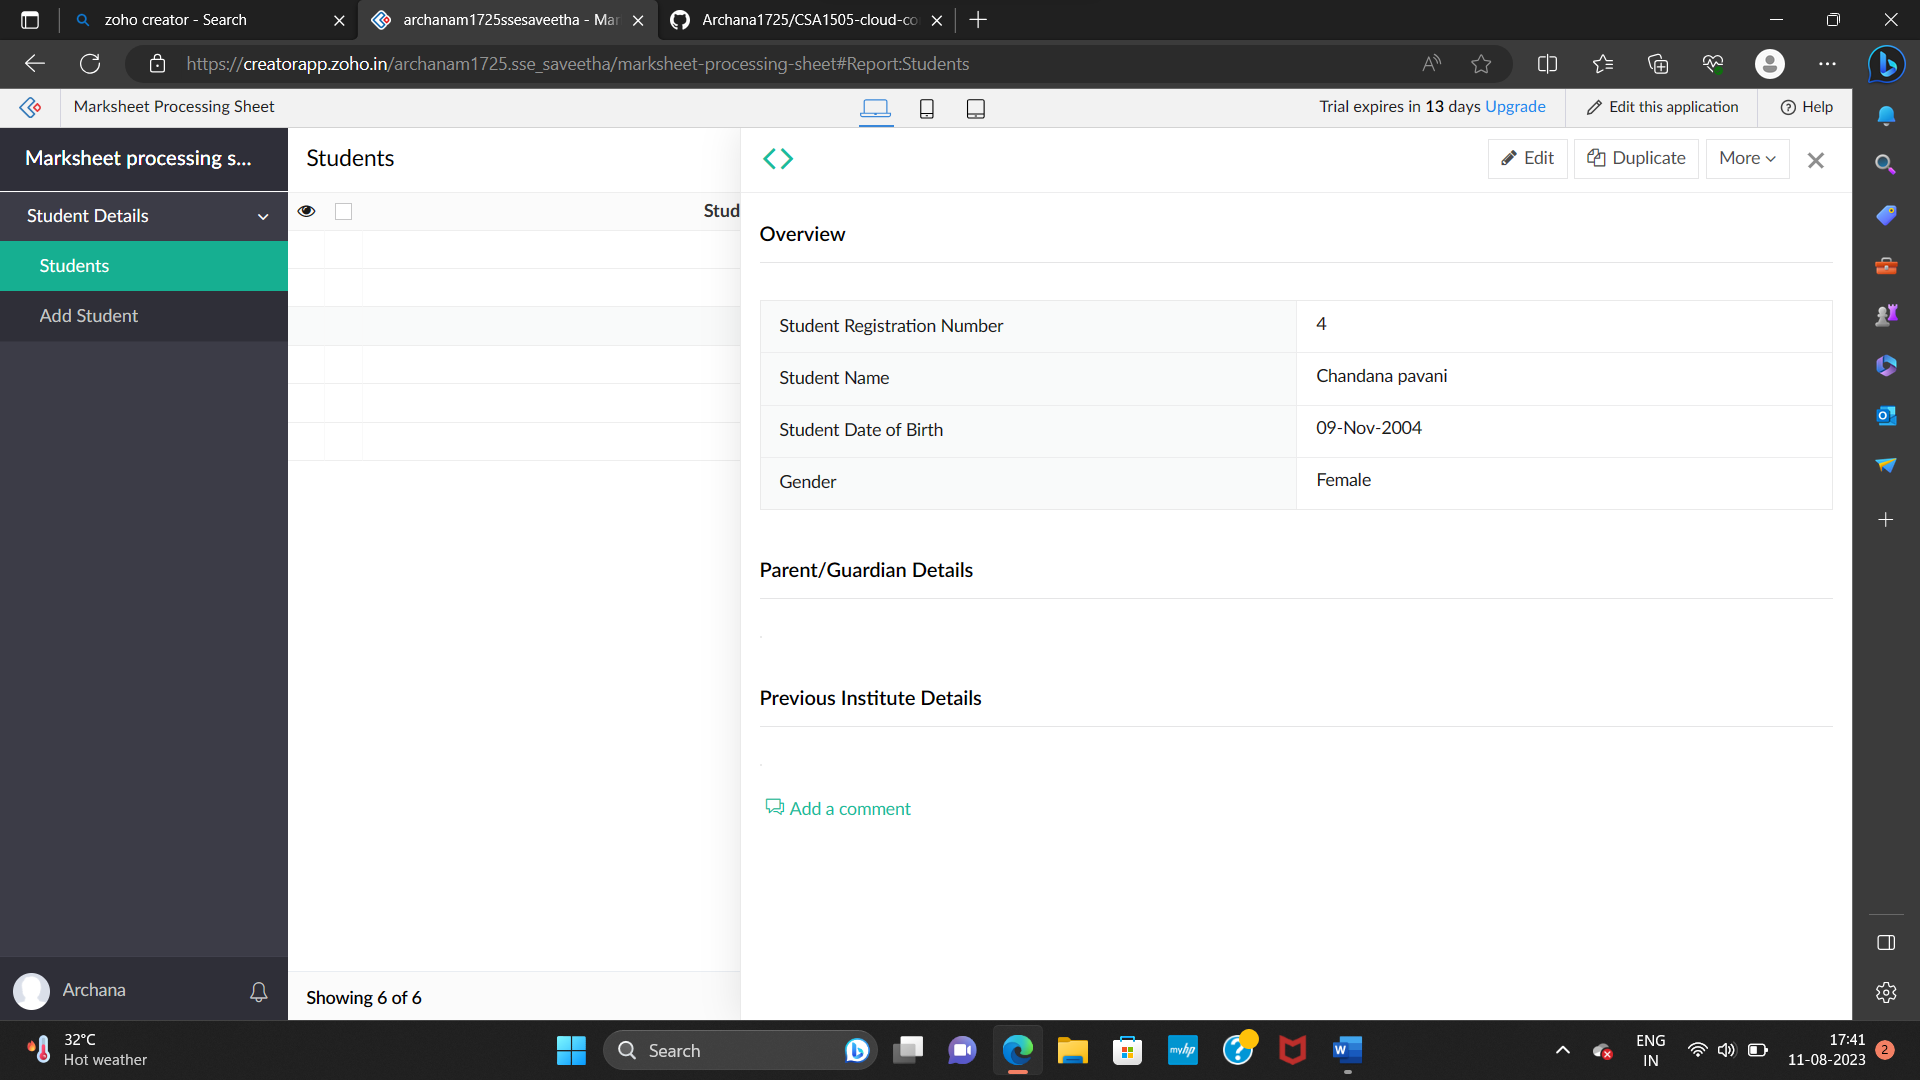 zoho creator - Search
archanam1725ssesaveetha - Mar
Archana1725/CSA1505-cloud-co
https://creatorapp.zoho.in/archanam1725.sse_saveetha/marksheet-processing-sheet#Report:Students
Marksheet Processing Sheet
Trial expires in 13 days Upgrade
Edit this application
Help
Marksheet processing s...
Student Details
Students
Add Student
Archana
Students
Stud
Showing 6 of 6
Edit
Duplicate
More
Overview
Student Registration Number 4
Student Name Chandana pavani
Student Date of Birth 09-Nov-2004
Gender Female
Parent/Guardian Details
Previous Institute Details
Add a comment
32°C
Hot weather
Search
myhp
ENG
IN
17:41
11-08-2023
2